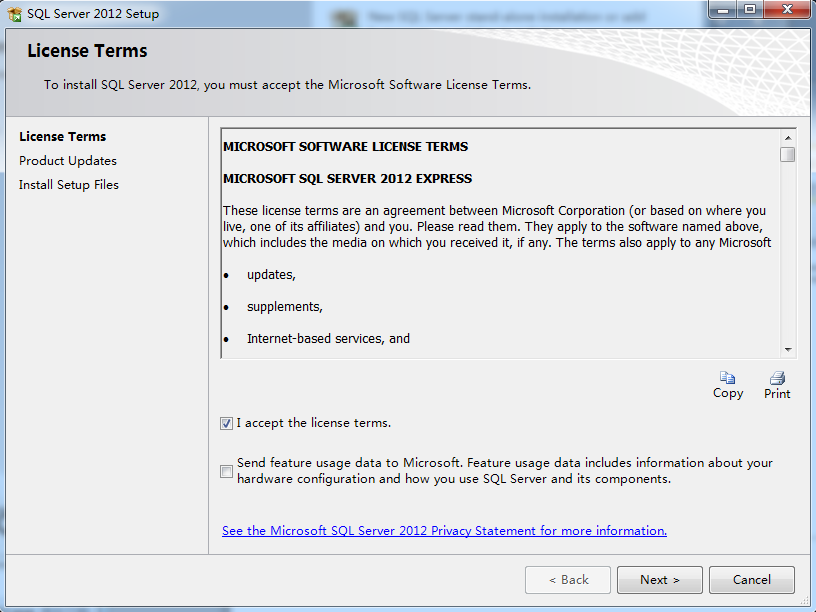 SQL Server 2012 Setup
New SQL Server stand-alone installation or add
License Terms
To install SQL Server 2012, you must accept the Microsoft Software License Terms.
License Terms
Product Updates
Install Setup Files
MICROSOFT SOFTWARE LICENSE TERMS
MICROSOFT SQL SERVER 2012 EXPRESS
These license terms are an agreement between Microsoft Corporation (or based on where you
live, one of its affiliates) and you. Please read them. They apply to the software named above,
which includes the media on which you received it, if any. The terms also apply to any Microsoft
• updates,
• supplements,
• Internet-based services, and
Copy
Print
I accept the license terms.
Send feature usage data to Microsoft. Feature usage data includes information about your
hardware configuration and how you use SQL Server and its components.
See the Microsoft SQL Server 2012 Privacy Statement for more information.
< Back
Next >
Cancel